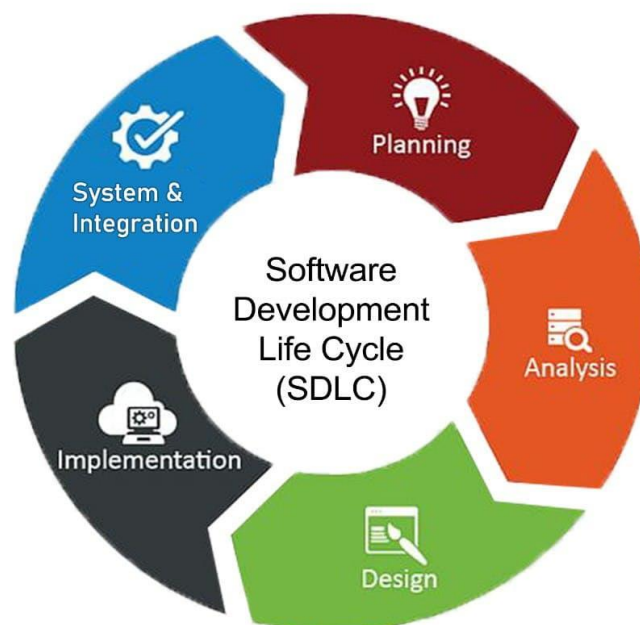 Planning
System &
Integration
Software
Development
Life Cycle
(SDLC)
Analysis
Implementation
Design